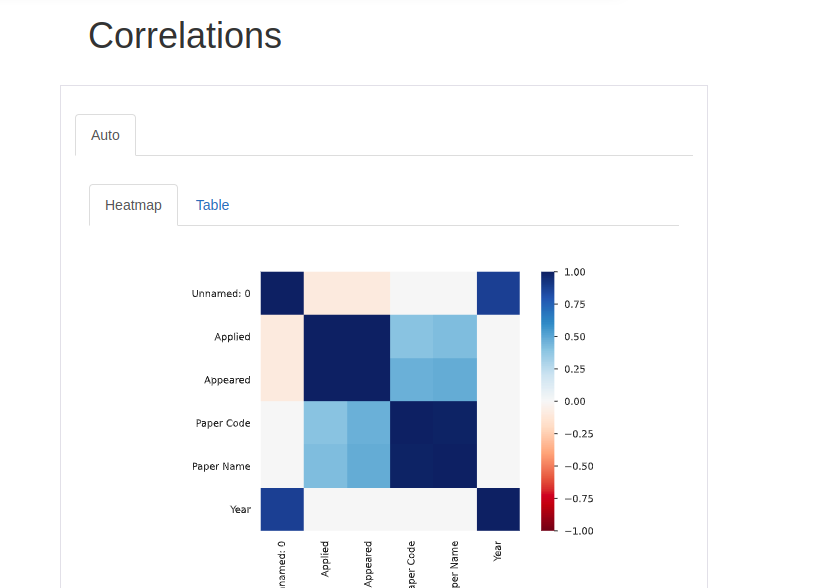 Correlations
Auto
Heatmap Table
Unnamed: 0
Applied
Appeared
Paper Code
Paper Name
Year
1.00
0.75
0.50
0.25
0.00
−0.25
−0.50
−0.75
−1.00
named: 0
Applied
Appeared
aper Code
per Name
Year